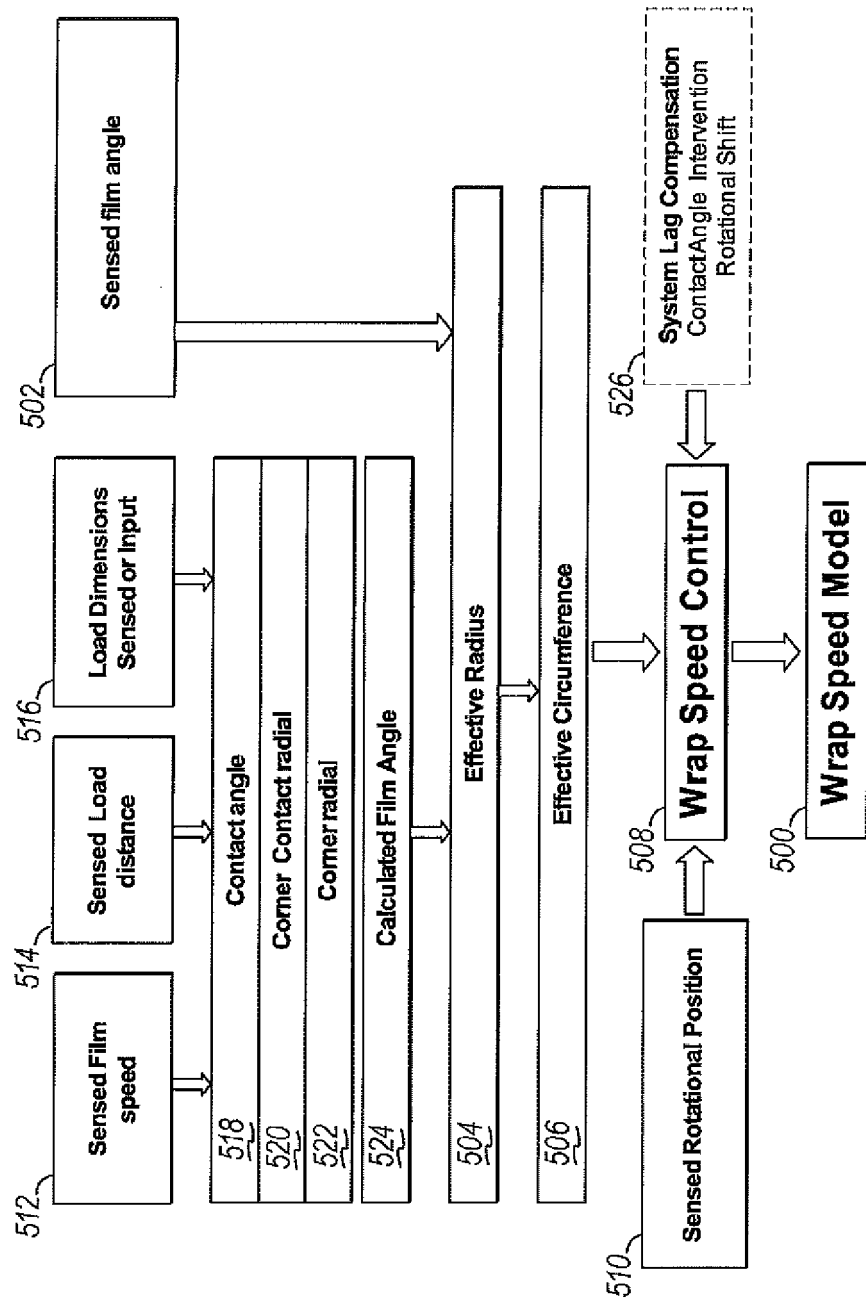 512
Sensed Film
speed
514
Sensed Load
distance
516
Load Dimensions
Sensed or Input
502
Sensed film angle
518
Contact angle
520
Corner Contact radial
522
Corner radial
524
Calculated Film Angle
504
Effective Radius
506
Effective Circumference
510
Sensed Rotational Position
508
Wrap Speed Control
526
System Lag Compensation
Contact Angle Intervention
Rotational Shift
500
Wrap Speed Model